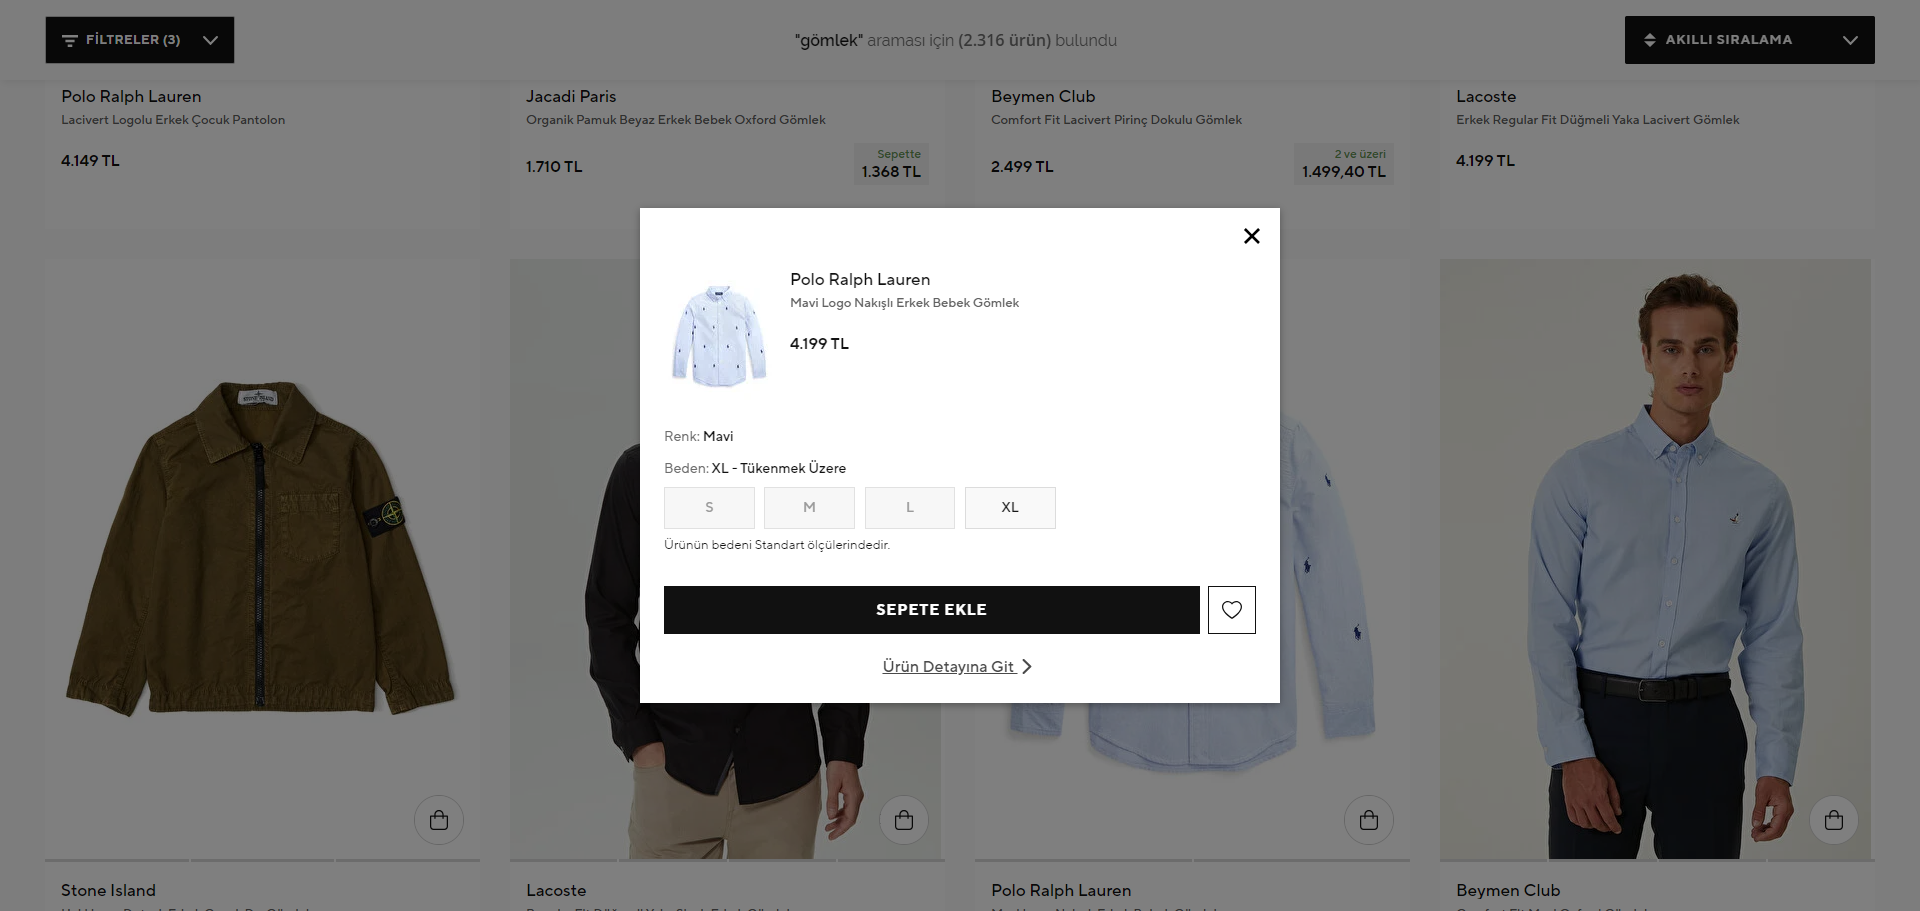 FİLTRELER (3)
"gömlek" araması için (2.316 ürün) bulundu
AKILLI SIRALAMA
Polo Ralph Lauren
Lacivert Logolu Erkek Çocuk Pantolon
4.149 TL
Jacadi Paris
Organik Pamuk Beyaz Erkek Bebek Oxford Gömlek
1.710 TL
Sepette
1.368 TL
Beymen Club
Comfort Fit Lacivert Pirinç Dokulu Gömlek
2.499 TL
2 ve üzeri
1.499,40 TL
Lacoste
Erkek Regular Fit Düğmeli Yaka Lacivert Gömlek
4.199 TL
Polo Ralph Lauren
Mavi Logo Nakışlı Erkek Bebek Gömlek
4.199 TL
Renk: Mavi
Beden: XL - Tükenmek Üzere
S
M
L
XL
Ürünün bedeni Standart ölçülerindedir.
SEPETE EKLE
Ürün Detayına Git
Stone Island
Lacoste
Polo Ralph Lauren
Beymen Club